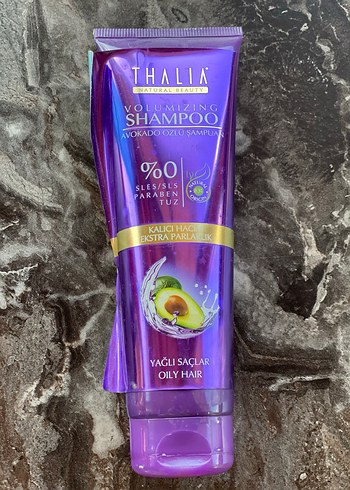 THALIA
NATURAL BEAUTY
VOLUMIZING
SHAMPOO
AVOKADO ÖZLÜ ŞAMPUAN
%0
SLES/SLS
PARABEN
TUZ
KALICI HACİM
EKSTRA PARLAKLIK
YAĞLI SAÇLAR
OILY HAIR